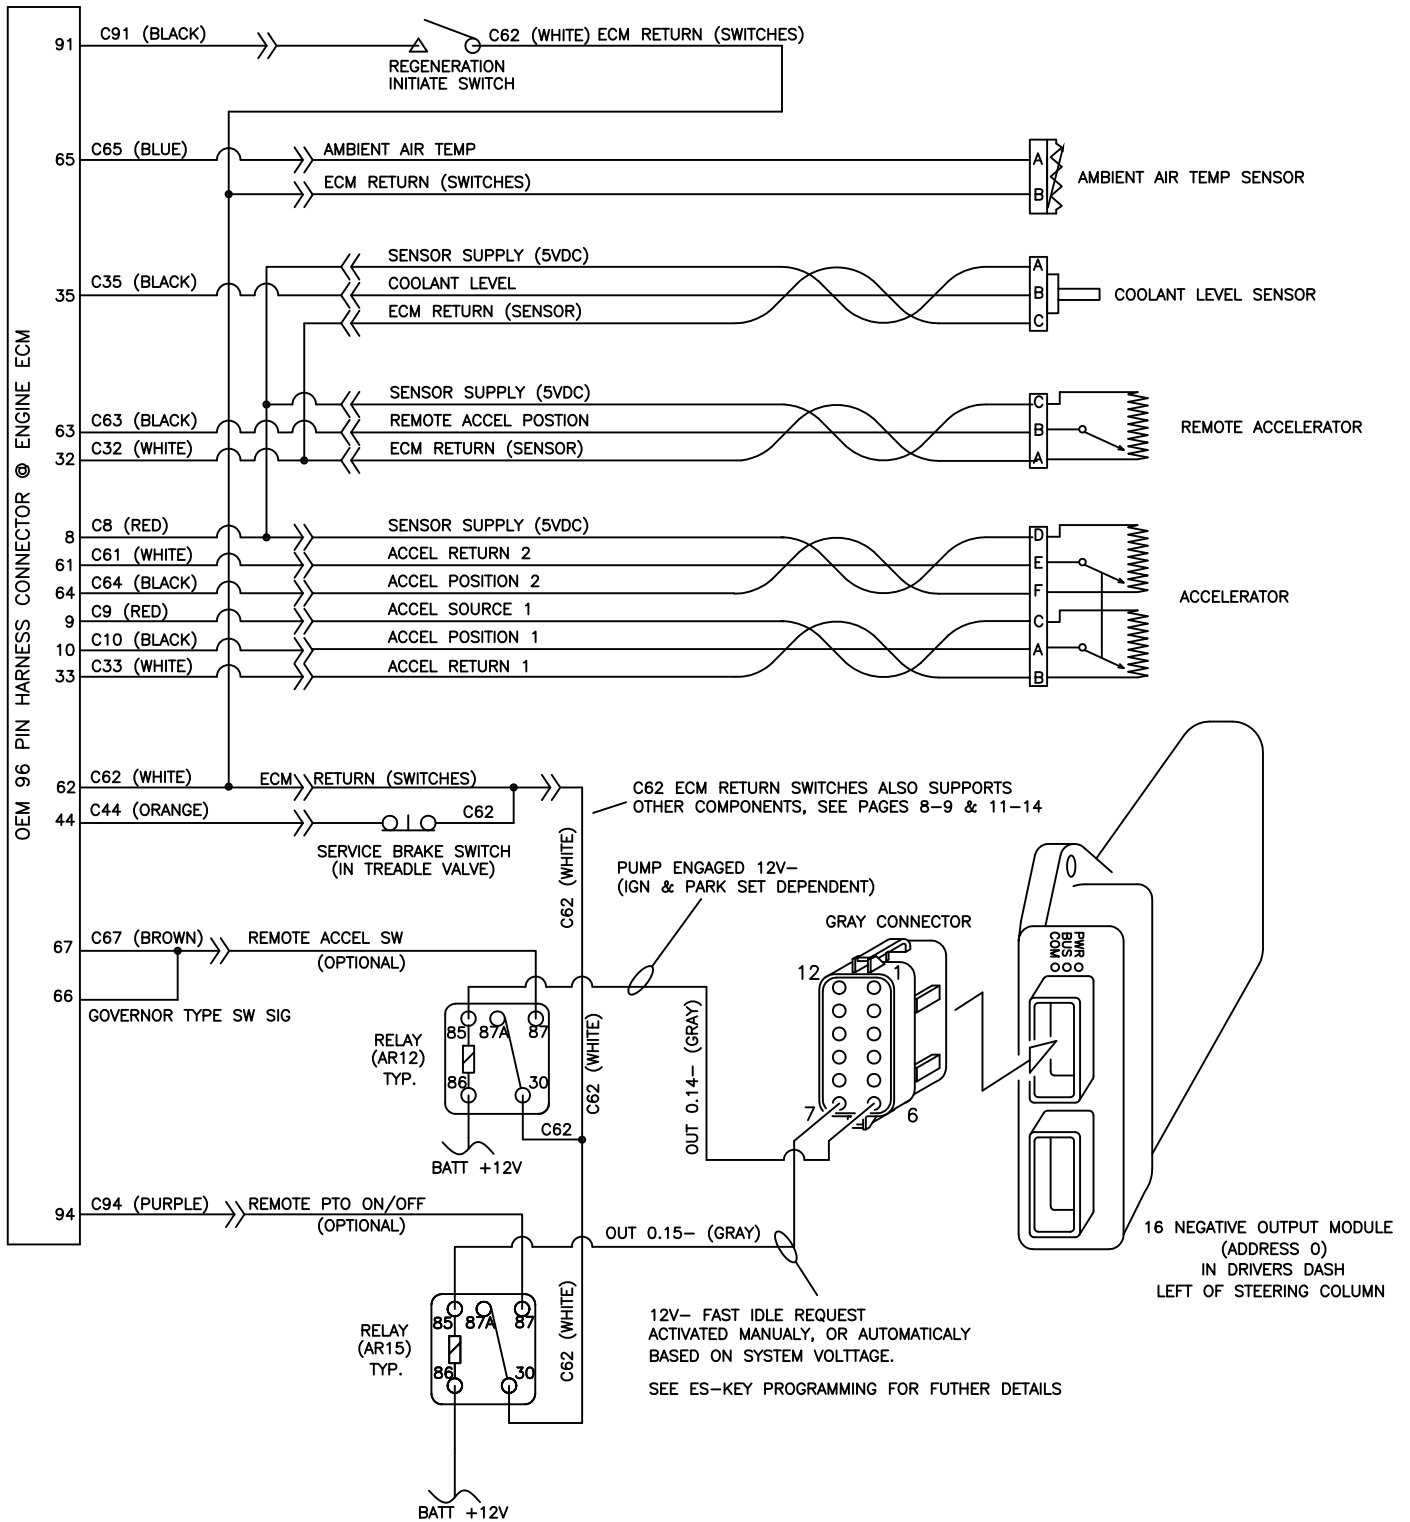 OEM 96 PIN HARNESS CONNECTOR @ ENGINE ECM
91
C91 (BLACK)
C62 (WHITE) ECM RETURN (SWITCHES)
REGENERATION
INITIATE SWITCH
65
C65 (BLUE)
AMBIENT AIR TEMP
A
ECM RETURN (SWITCHES)
B
AMBIENT AIR TEMP SENSOR
SENSOR SUPPLY (5VDC)
A
35
C35 (BLACK)
COOLANT LEVEL
B
COOLANT LEVEL SENSOR
ECM RETURN (SENSOR)
C
SENSOR SUPPLY (5VDC)
C
63
C63 (BLACK)
REMOTE ACCEL POSTION
B
REMOTE ACCELERATOR
32
C32 (WHITE)
ECM RETURN (SENSOR)
A
8
C8 (RED)
SENSOR SUPPLY (5VDC)
D
61
C61 (WHITE)
ACCEL RETURN 2
E
64
C64 (BLACK)
ACCEL POSITION 2
F
ACCELERATOR
9
C9 (RED)
ACCEL SOURCE 1
C
10
C10 (BLACK)
ACCEL POSITION 1
A
33
C33 (WHITE)
ACCEL RETURN 1
B
62
C62 (WHITE)
ECM RETURN (SWITCHES)
C62 ECM RETURN SWITCHES ALSO SUPPORTS
OTHER COMPONENTS, SEE PAGES 8-9 & 11-14
44
C44 (ORANGE)
C62
SERVICE BRAKE SWITCH
(IN TREADLE VALVE)
C62 (WHITE)
PUMP ENGAGED 12V-
(IGN & PARK SET DEPENDENT)
GRAY CONNECTOR
67
C67 (BROWN)
REMOTE ACCEL SW
(OPTIONAL)
66
GOVERNOR TYPE SW SIG
12
1
7
6
PWR
BUS
COM
RELAY
(AR12)
TYP.
85
87A
87
86
30
C62
C62 (WHITE)
OUT 0.14- (GRAY)
BATT +12V
94
C94 (PURPLE)
REMOTE PTO ON/OFF
(OPTIONAL)
OUT 0.15- (GRAY)
16 NEGATIVE OUTPUT MODULE
(ADDRESS 0)
IN DRIVERS DASH
LEFT OF STEERING COLUMN
RELAY
(AR15)
TYP.
85
87A
87
86
30
C62 (WHITE)
12V- FAST IDLE REQUEST
ACTIVATED MANUALY, OR AUTOMATICALY
BASED ON SYSTEM VOLTTAGE.
SEE ES-KEY PROGRAMMING FOR FUTHER DETAILS
BATT +12V